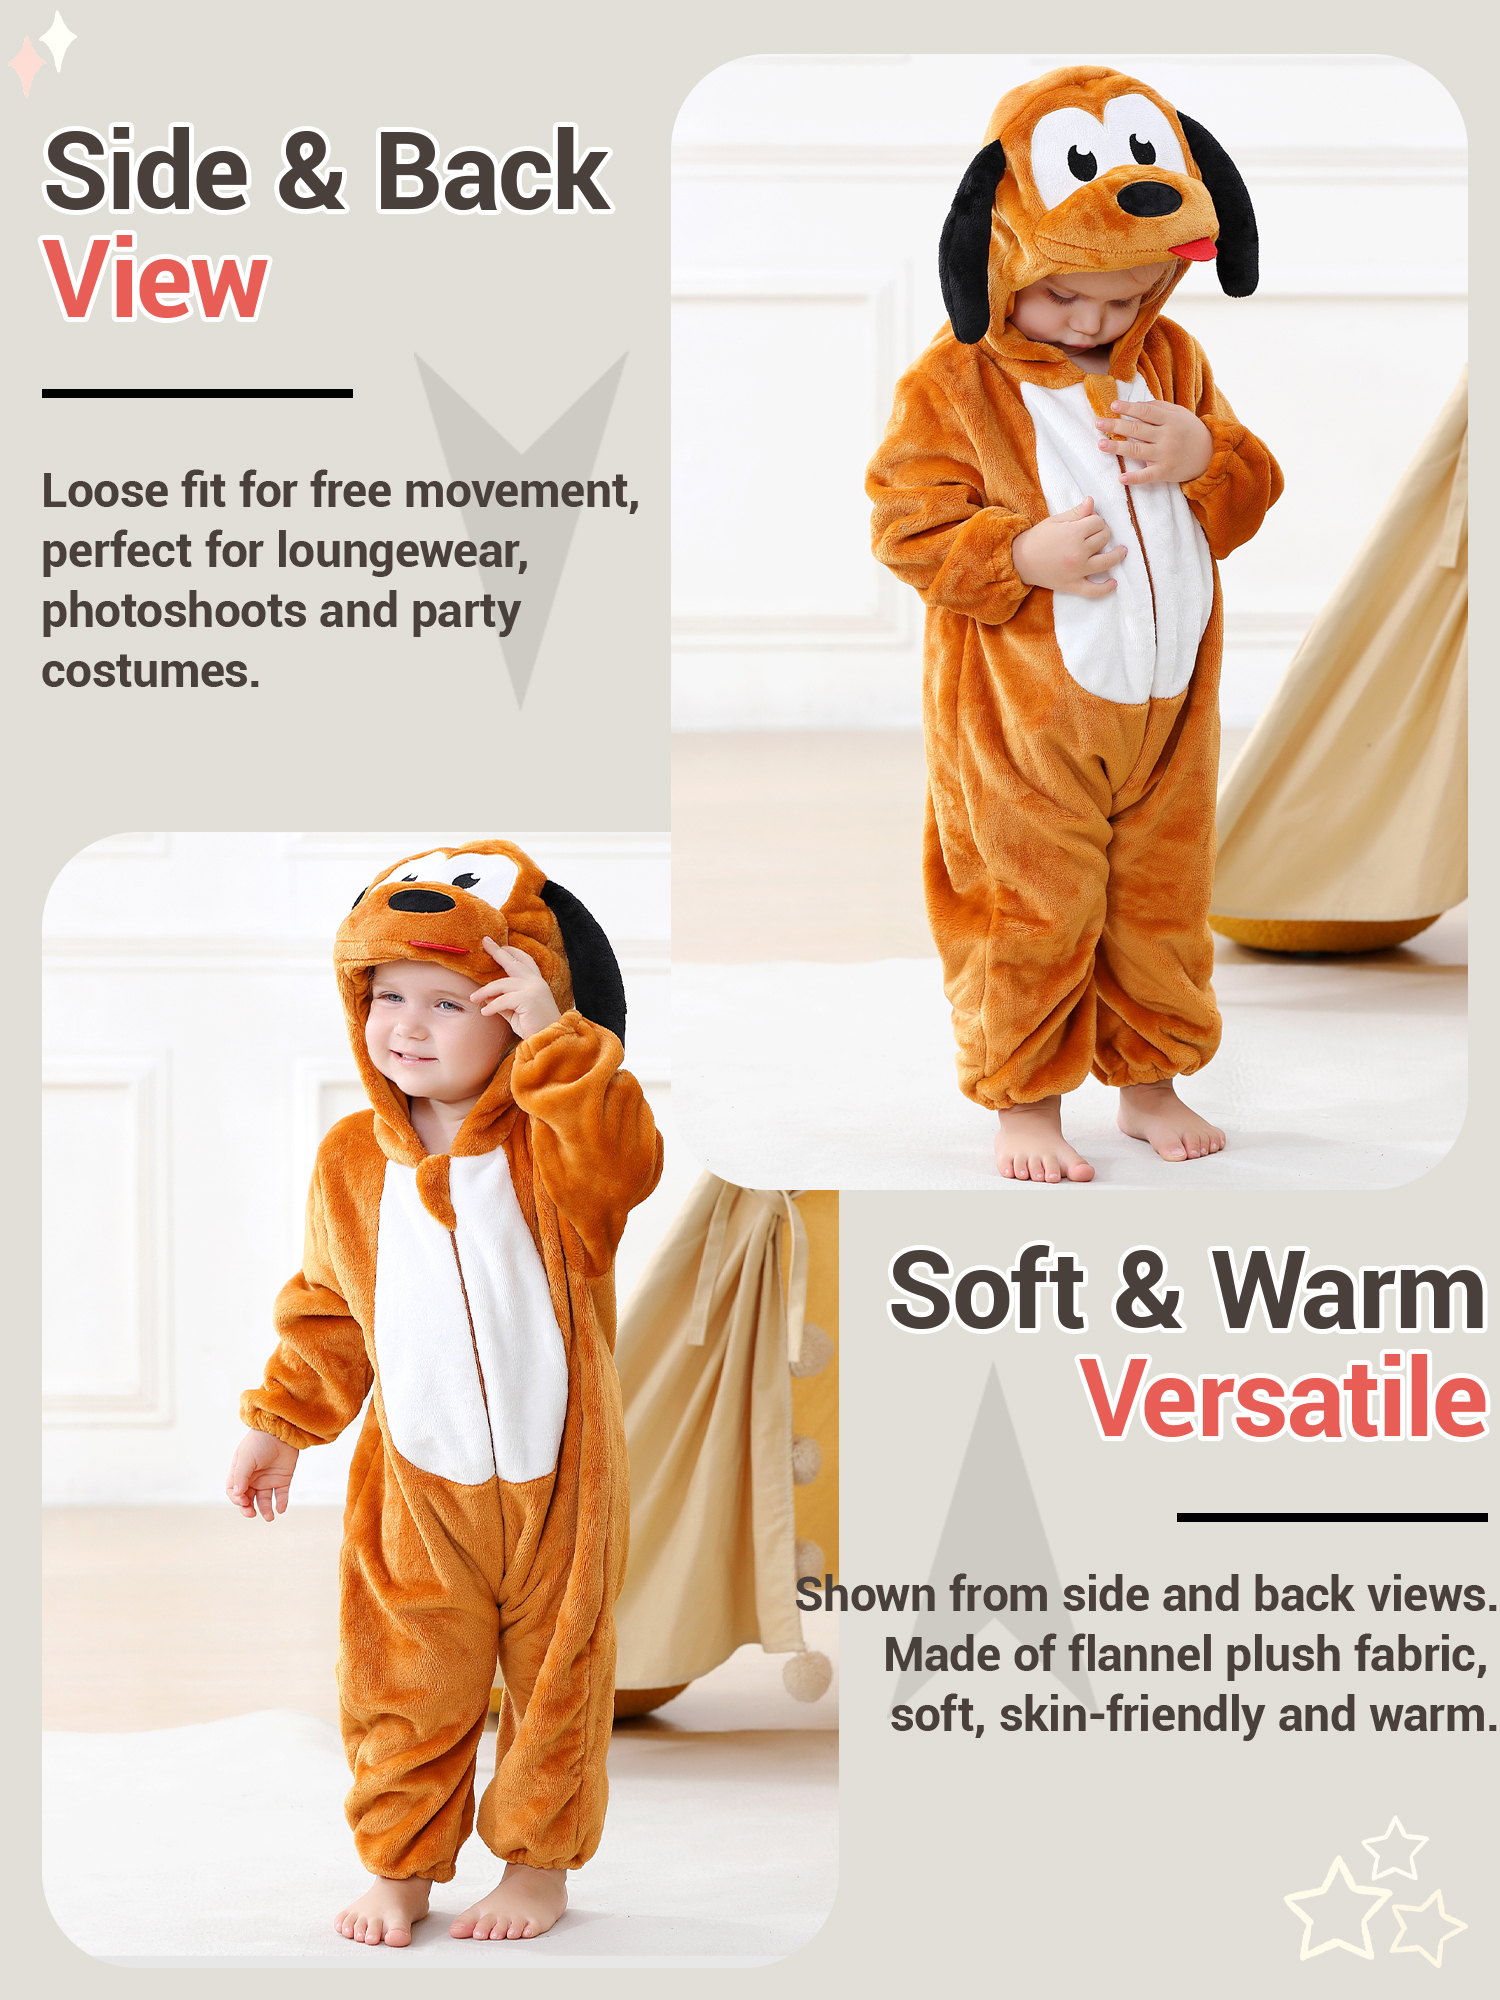 Side & Back
View
Loose fit for free movement,
perfect for loungewear,
photoshoots and party
costumes.
Soft & Warm
Versatile
Shown from side and back views.
Made of flannel plush fabric,
soft, skin-friendly and warm.